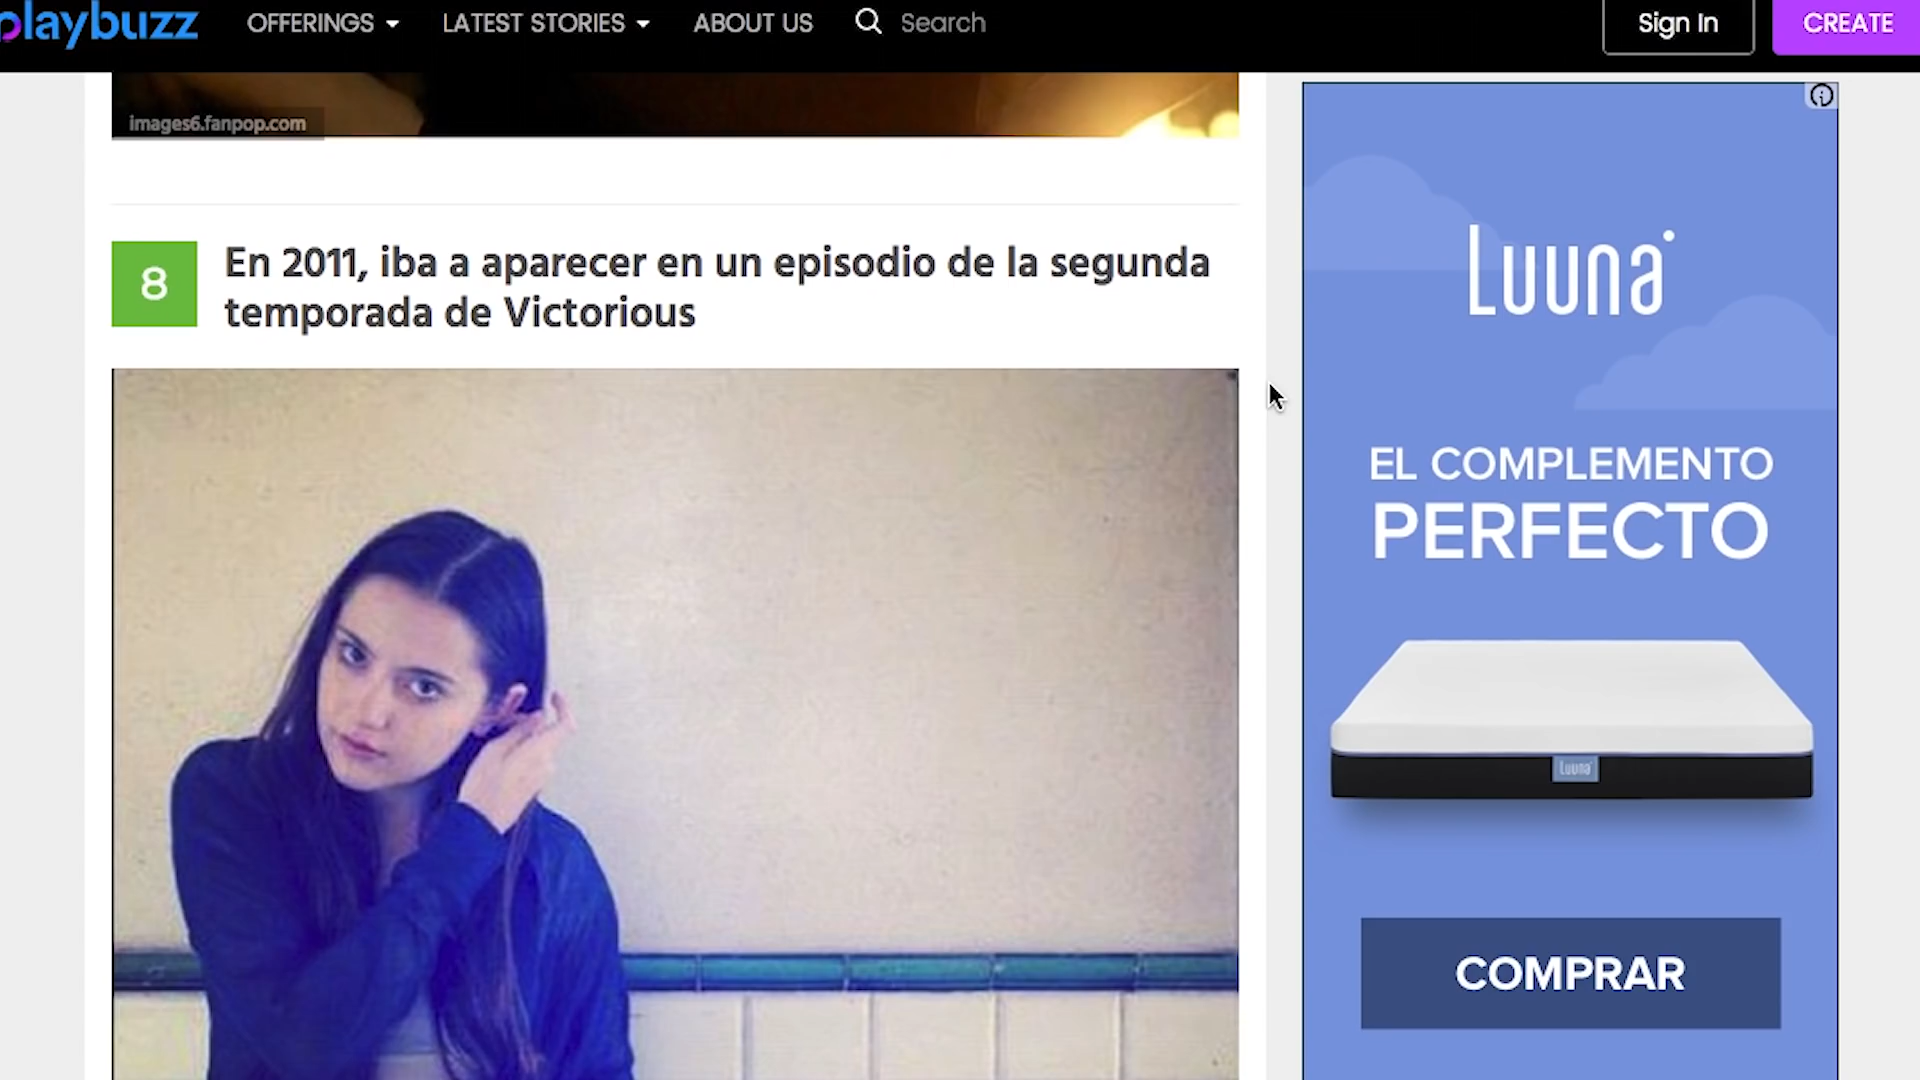 playbuzz
OFFERINGS
LATEST STORIES
ABOUT US
Search
Sign In
CREATE
images6.fanpop.com
8
En 2011, iba a aparecer en un episodio de la segunda
temporada de Victorious
Luuna
EL COMPLEMENTO
PERFECTO
Luuna
COMPRAR